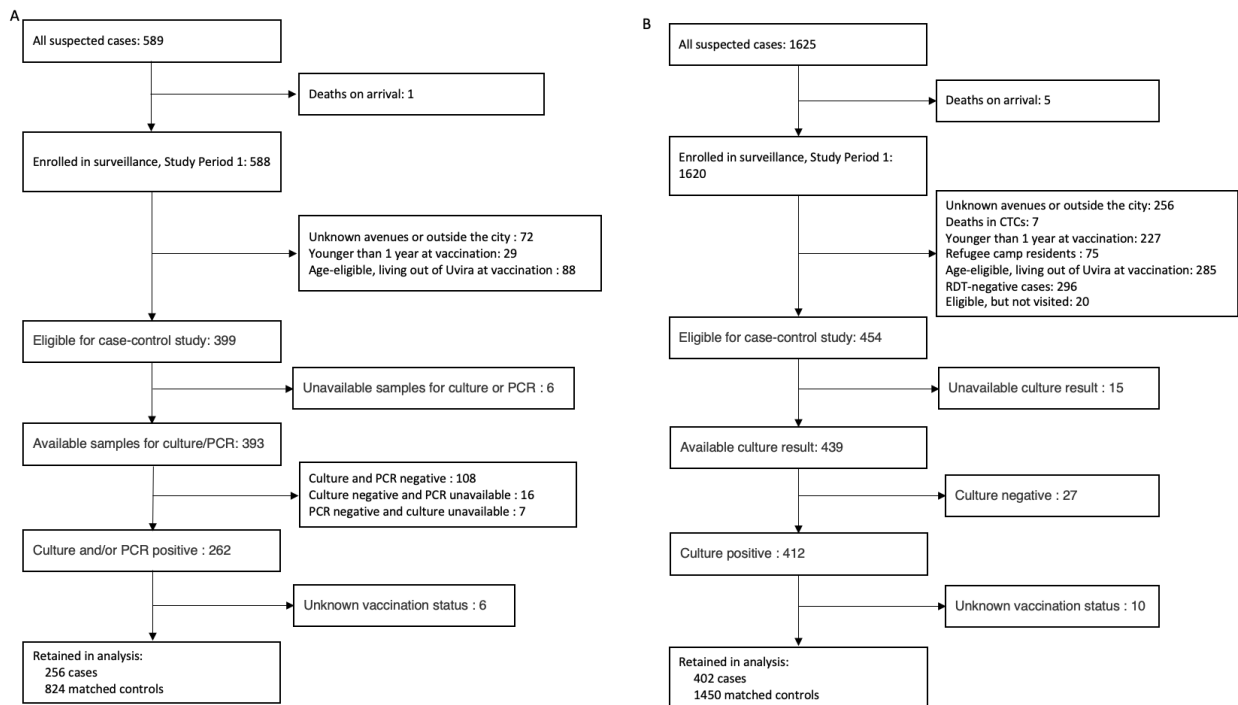 A
All suspected cases: 589
Deaths on arrival: 1
Enrolled in surveillance, Study Period 1: 588
Unknown avenues or outside the city : 72
Younger than 1 year at vaccination: 29
Age-eligible, living out of Uvira at vaccination : 88
Eligible for case-control study: 399
Unavailable samples for culture or PCR : 6
Available samples for culture/PCR: 393
Culture and PCR negative : 108
Culture negative and PCR unavailable : 16
PCR negative and culture unavailable : 7
Culture and/or PCR positive : 262
Unknown vaccination status : 6
Retained in analysis:
256 cases
824 matched controls
B
All suspected cases: 1625
Deaths on arrival: 5
Enrolled in surveillance, Study Period 1:
1620
Unknown avenues or outside the city: 256
Deaths in CTCs: 7
Younger than 1 year at vaccination: 227
Refugee camp residents : 75
Age-eligible, living out of Uvira at vaccination: 285
RDT-negative cases: 296
Eligible, but not visited: 20
Eligible for case-control study: 454
Unavailable culture result : 15
Available culture result: 439
Culture negative : 27
Culture positive : 412
Unknown vaccination status : 10
Retained in analysis:
402 cases
1450 matched controls